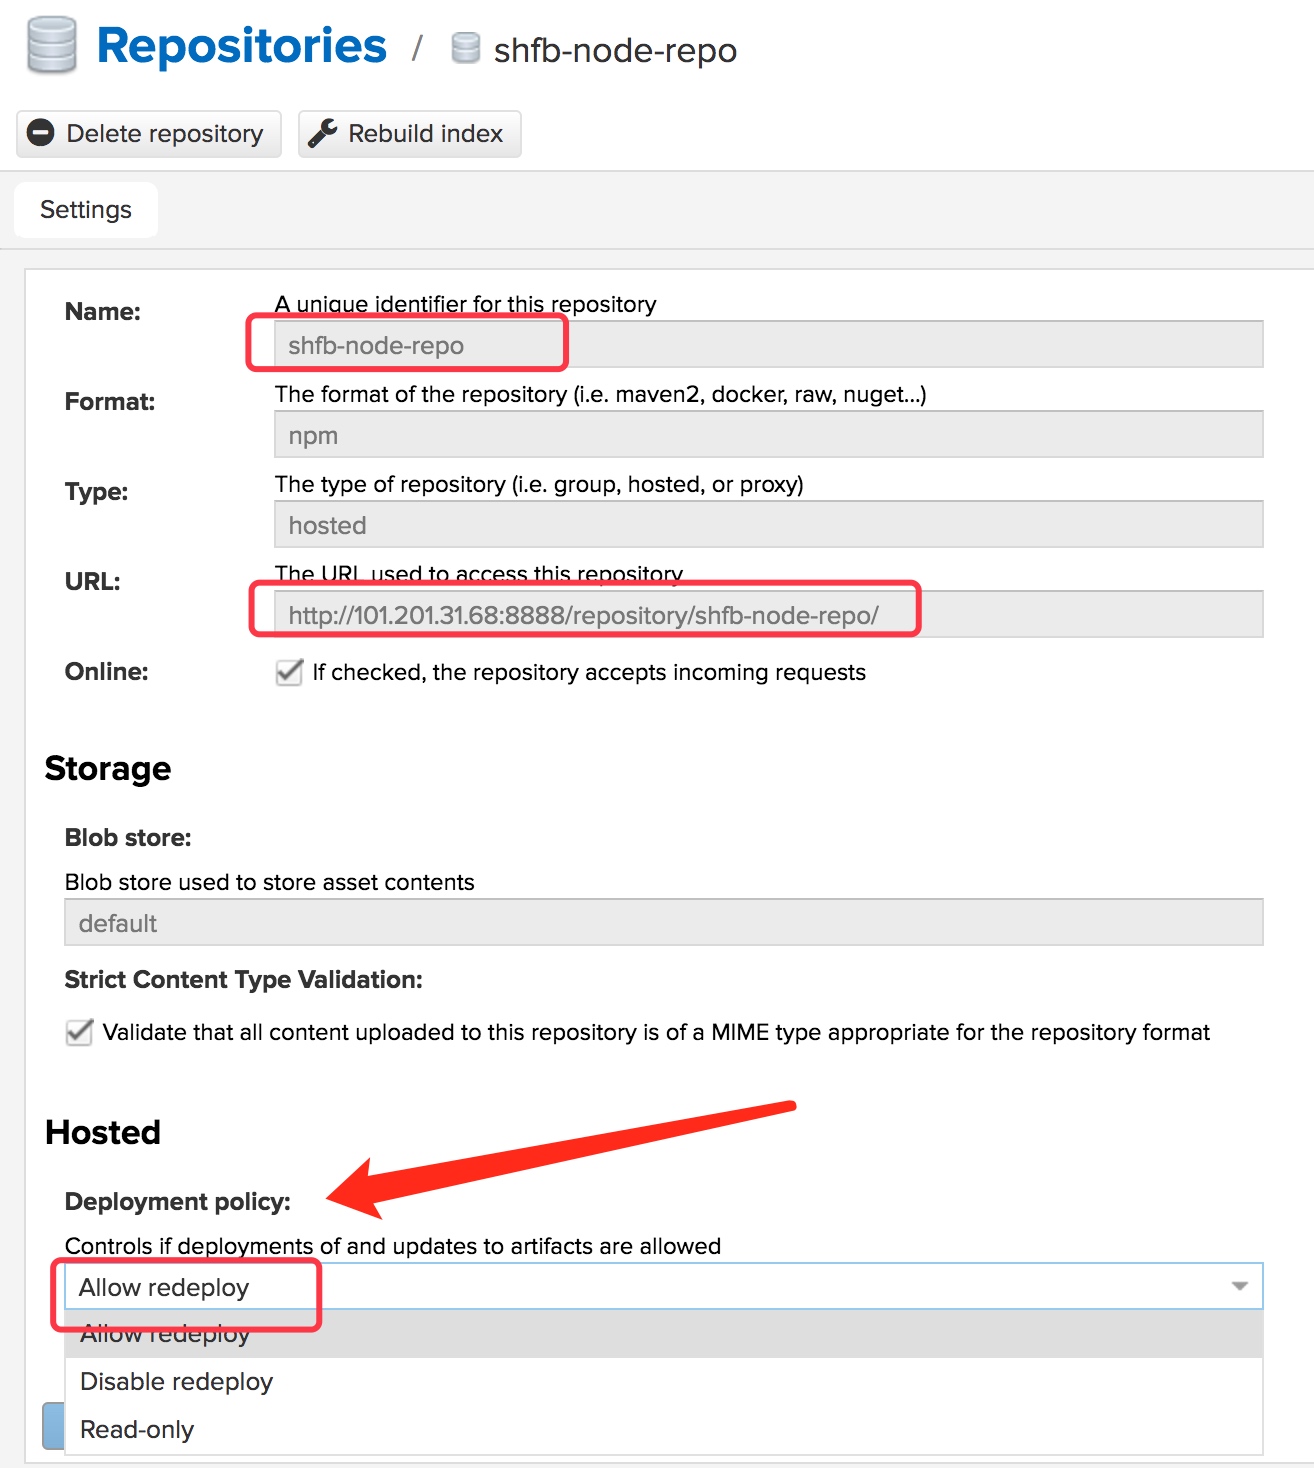 Repositories / shfb-node-repo
Delete repository Rebuild index
Settings
Name: A unique identifier for this repository
shfb-node-repo
Format: The format of the repository (i.e. maven2, docker, raw, nuget...)
npm
Type: The type of repository (i.e. group, hosted, or proxy)
hosted
URL: The URL used to access this repository
http://101.201.31.68:8888/repository/shfb-node-repo/
Online: If checked, the repository accepts incoming requests
Storage
Blob store:
Blob store used to store asset contents
default
Strict Content Type Validation:
Validate that all content uploaded to this repository is of a MIME type appropriate for the repository format
Hosted
Deployment policy:
Controls if deployments of and updates to artifacts are allowed
Allow redeploy
Allow redeploy
Disable redeploy
Read-only